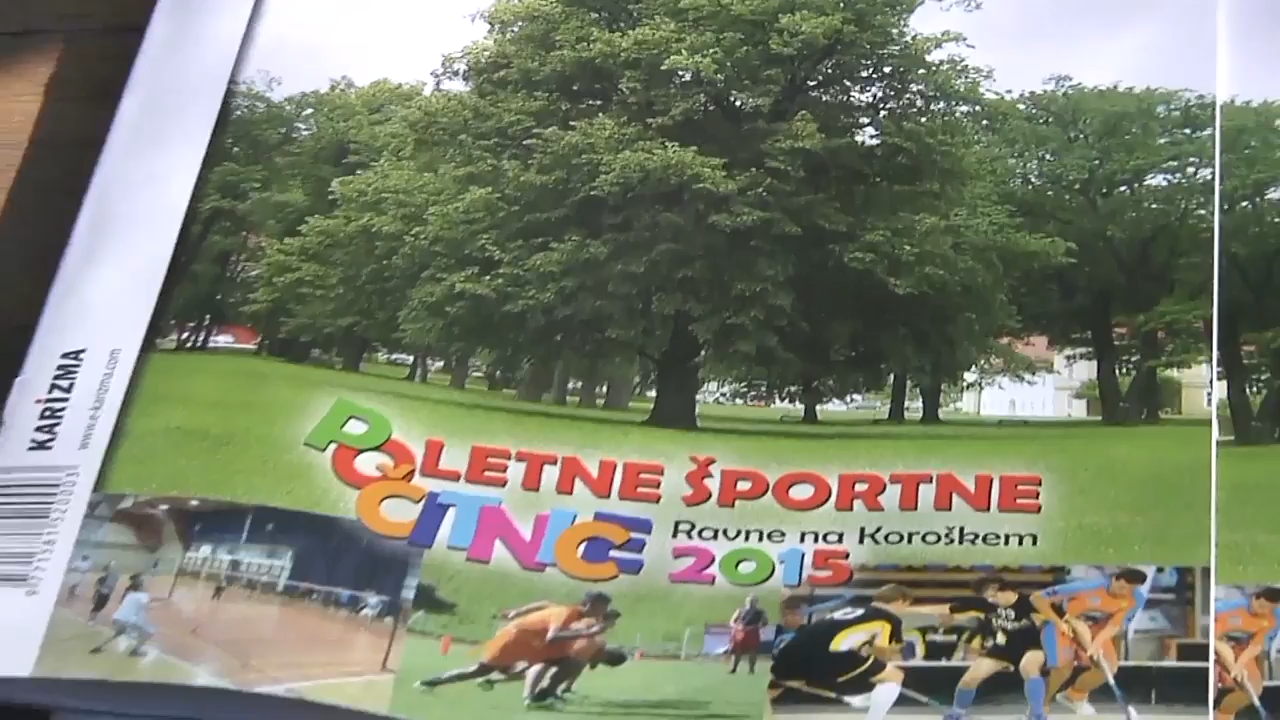 KARIZMA
www.e-karizma.com
POLETNE ŠPORTNE
POČITNICE
Ravne na Koroškem
2015